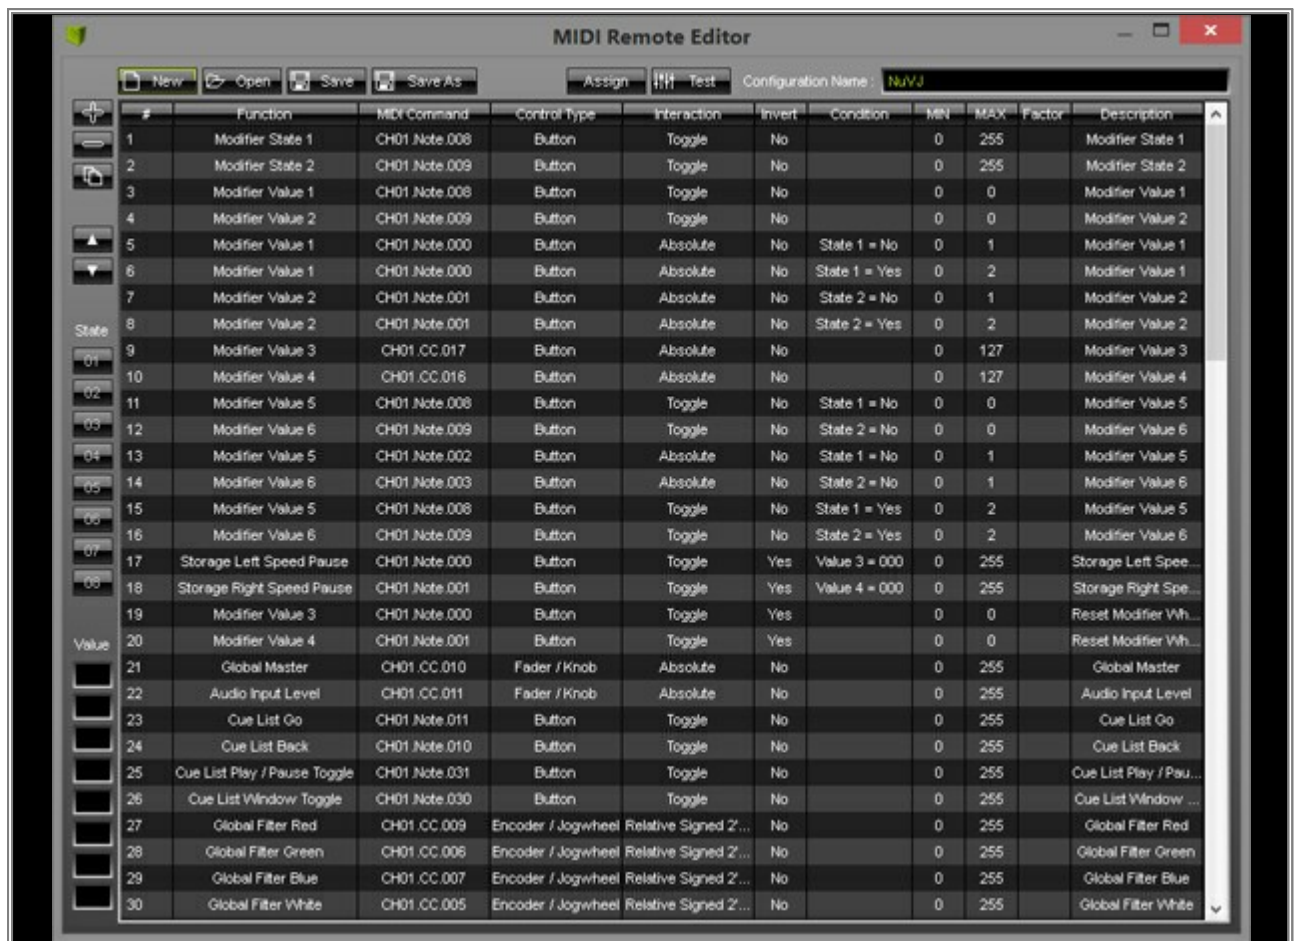 MIDI Remote Editor
New Open Save Save As Assign Test Configuration Name : NuVJ
# Function MIDI Command Control Type Interaction Invert Condition MIN MAX Factor Description
1 Modifier State 1 CH01.Note.008 Button Toggle No 0 255 Modifier State 1
2 Modifier State 2 CH01.Note.009 Button Toggle No 0 255 Modifier State 2
3 Modifier Value 1 CH01.Note.008 Button Toggle No 0 0 Modifier Value 1
4 Modifier Value 2 CH01.Note.009 Button Toggle No 0 0 Modifier Value 2
5 Modifier Value 1 CH01.Note.000 Button Absolute No State 1 = No 0 1 Modifier Value 1
6 Modifier Value 1 CH01.Note.000 Button Absolute No State 1 = Yes 0 2 Modifier Value 1
7 Modifier Value 2 CH01.Note.001 Button Absolute No State 2 = No 0 1 Modifier Value 2
State 8 Modifier Value 2 CH01.Note.001 Button Absolute No State 2 = Yes 0 2 Modifier Value 2
01 9 Modifier Value 3 CH01.CC.017 Button Absolute No 0 127 Modifier Value 3
02 10 Modifier Value 4 CH01.CC.016 Button Absolute No 0 127 Modifier Value 4
11 Modifier Value 5 CH01.Note.008 Button Toggle No State 1 = No 0 0 Modifier Value 5
03 12 Modifier Value 6 CH01.Note.009 Button Toggle No State 2 = No 0 0 Modifier Value 6
04 13 Modifier Value 5 CH01.Note.002 Button Absolute No State 1 = No 0 1 Modifier Value 5
05 14 Modifier Value 6 CH01.Note.003 Button Absolute No State 2 = No 0 1 Modifier Value 6
06 15 Modifier Value 5 CH01.Note.008 Button Toggle No State 1 = Yes 0 2 Modifier Value 5
07 16 Modifier Value 6 CH01.Note.009 Button Toggle No State 2 = Yes 0 2 Modifier Value 6
17 Storage Left Speed Pause CH01.Note.000 Button Toggle Yes Value 3 = 000 0 255 Storage Left Spee...
08 18 Storage Right Speed Pause CH01.Note.001 Button Toggle Yes Value 4 = 000 0 255 Storage Right Spe...
19 Modifier Value 3 CH01.Note.000 Button Toggle Yes 0 0 Reset Modifier Wh...
Value 20 Modifier Value 4 CH01.Note.001 Button Toggle Yes 0 0 Reset Modifier Wh...
21 Global Master CH01.CC.010 Fader / Knob Absolute No 0 255 Global Master
22 Audio Input Level CH01.CC.011 Fader / Knob Absolute No 0 255 Audio Input Level
23 Cue List Go CH01.Note.011 Button Toggle No 0 255 Cue List Go
24 Cue List Back CH01.Note.010 Button Toggle No 0 255 Cue List Back
25 Cue List Play / Pause Toggle CH01.Note.031 Button Toggle No 0 255 Cue List Play / Pau...
26 Cue List Window Toggle CH01.Note.030 Button Toggle No 0 255 Cue List Window ...
27 Global Filter Red CH01.CC.009 Encoder / Jogwheel Relative Signed 2'... No 0 255 Global Filter Red
28 Global Filter Green CH01.CC.006 Encoder / Jogwheel Relative Signed 2'... No 0 255 Global Filter Green
29 Global Filter Blue CH01.CC.007 Encoder / Jogwheel Relative Signed 2'... No 0 255 Global Filter Blue
30 Global Filter White CH01.CC.005 Encoder / Jogwheel Relative Signed 2'... No 0 255 Global Filter White